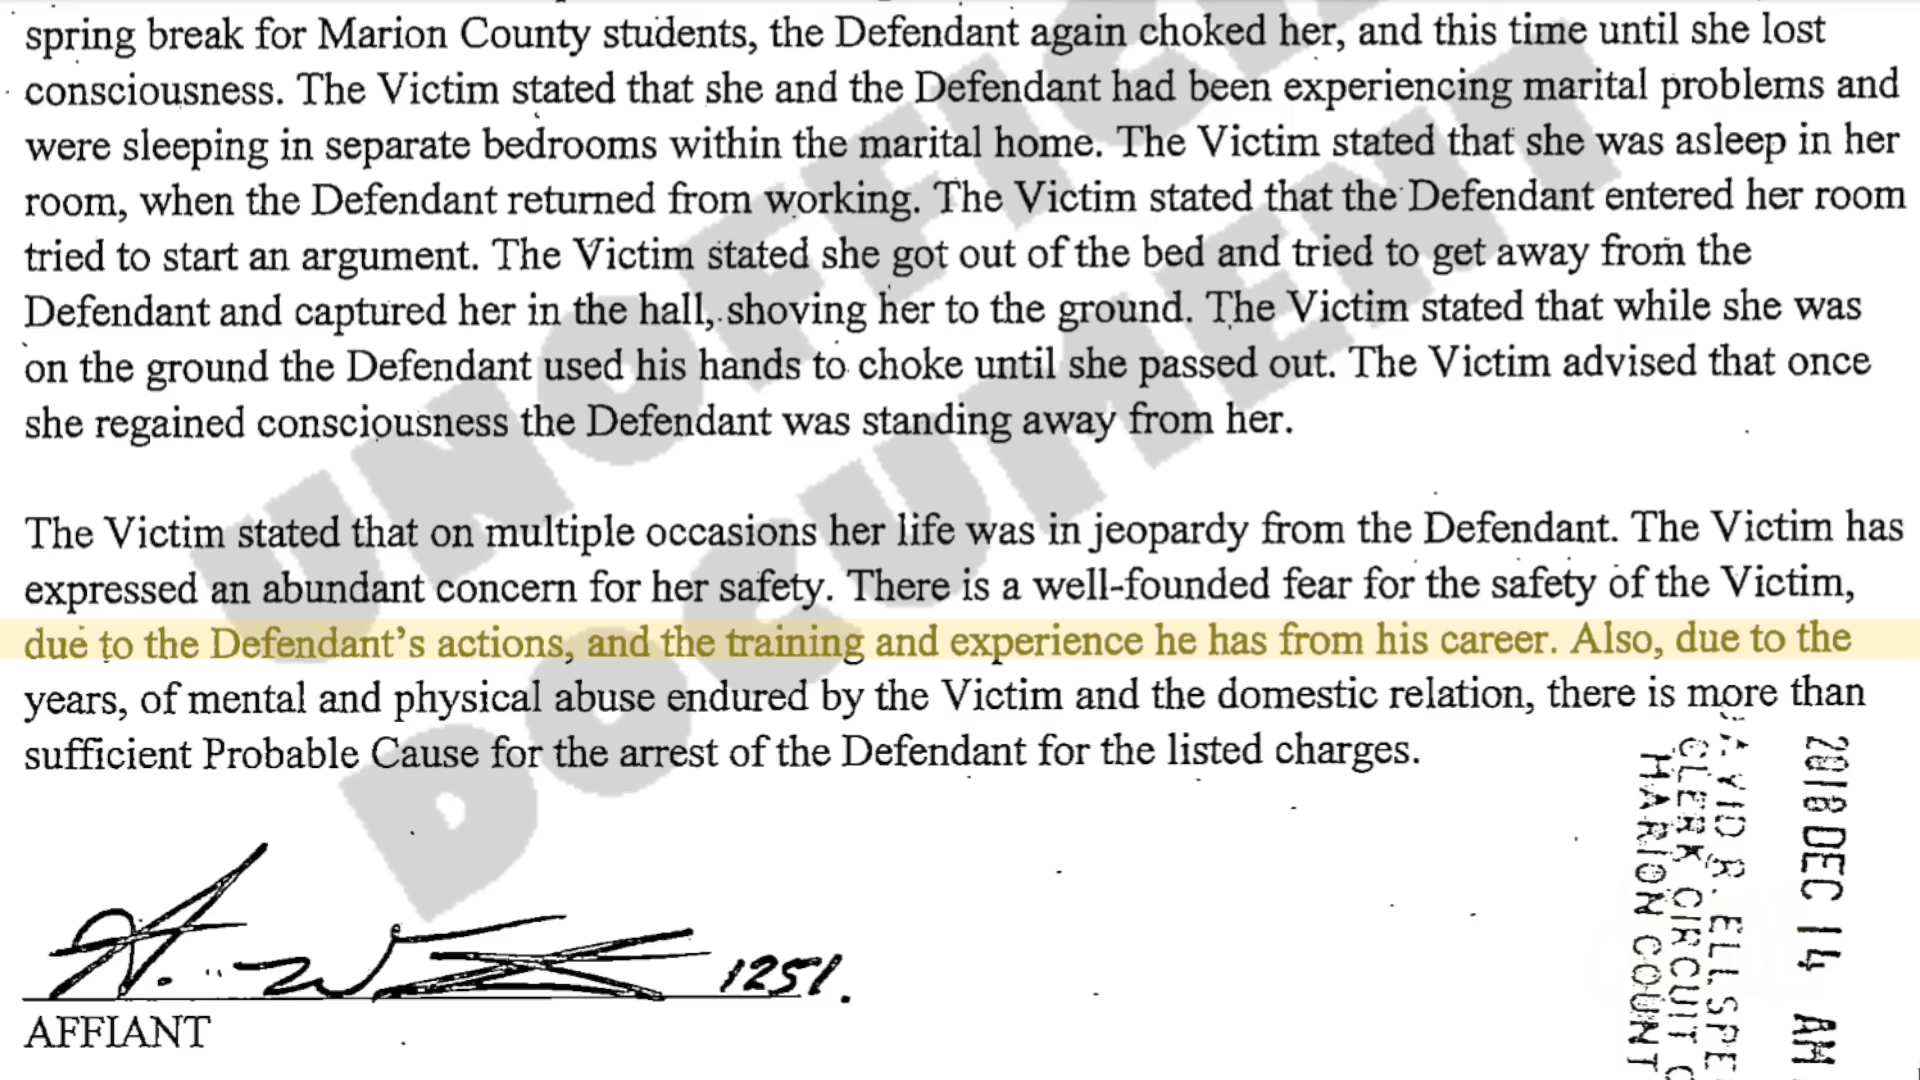 spring break for Marion County students, the Defendant again choked her, and this time until she lost
consciousness. The Victim stated that she and the Defendant had been experiencing marital problems and
were sleeping in separate bedrooms within the marital home. The Victim stated that she was asleep in her
room, when the Defendant returned from working. The Victim stated that the Defendant entered her room
tried to start an argument. The Victim stated she got out of the bed and tried to get away from the
Defendant and captured her in the hall, shoving her to the ground. The Victim stated that while she was
on the ground the Defendant used his hands to choke until she passed out. The Victim advised that once
she regained consciousness the Defendant was standing away from her.
The Victim stated that on multiple occasions her life was in jeopardy from the Defendant. The Victim has
expressed an abundant concern for her safety. There is a well-founded fear for the safety of the Victim,
due to the Defendant's actions, and the training and experience he has from his career. Also, due to the
years, of mental and physical abuse endured by the Victim and the domestic relation, there is more than
sufficient Probable Cause for the arrest of the Defendant for the listed charges.
1251.
AFFIANT
2018 DEC 14 AM
AVID R. ELLSPE
CLERK CIRCUIT C
MARION COUNT
UNOFFICI
DOCUMENT